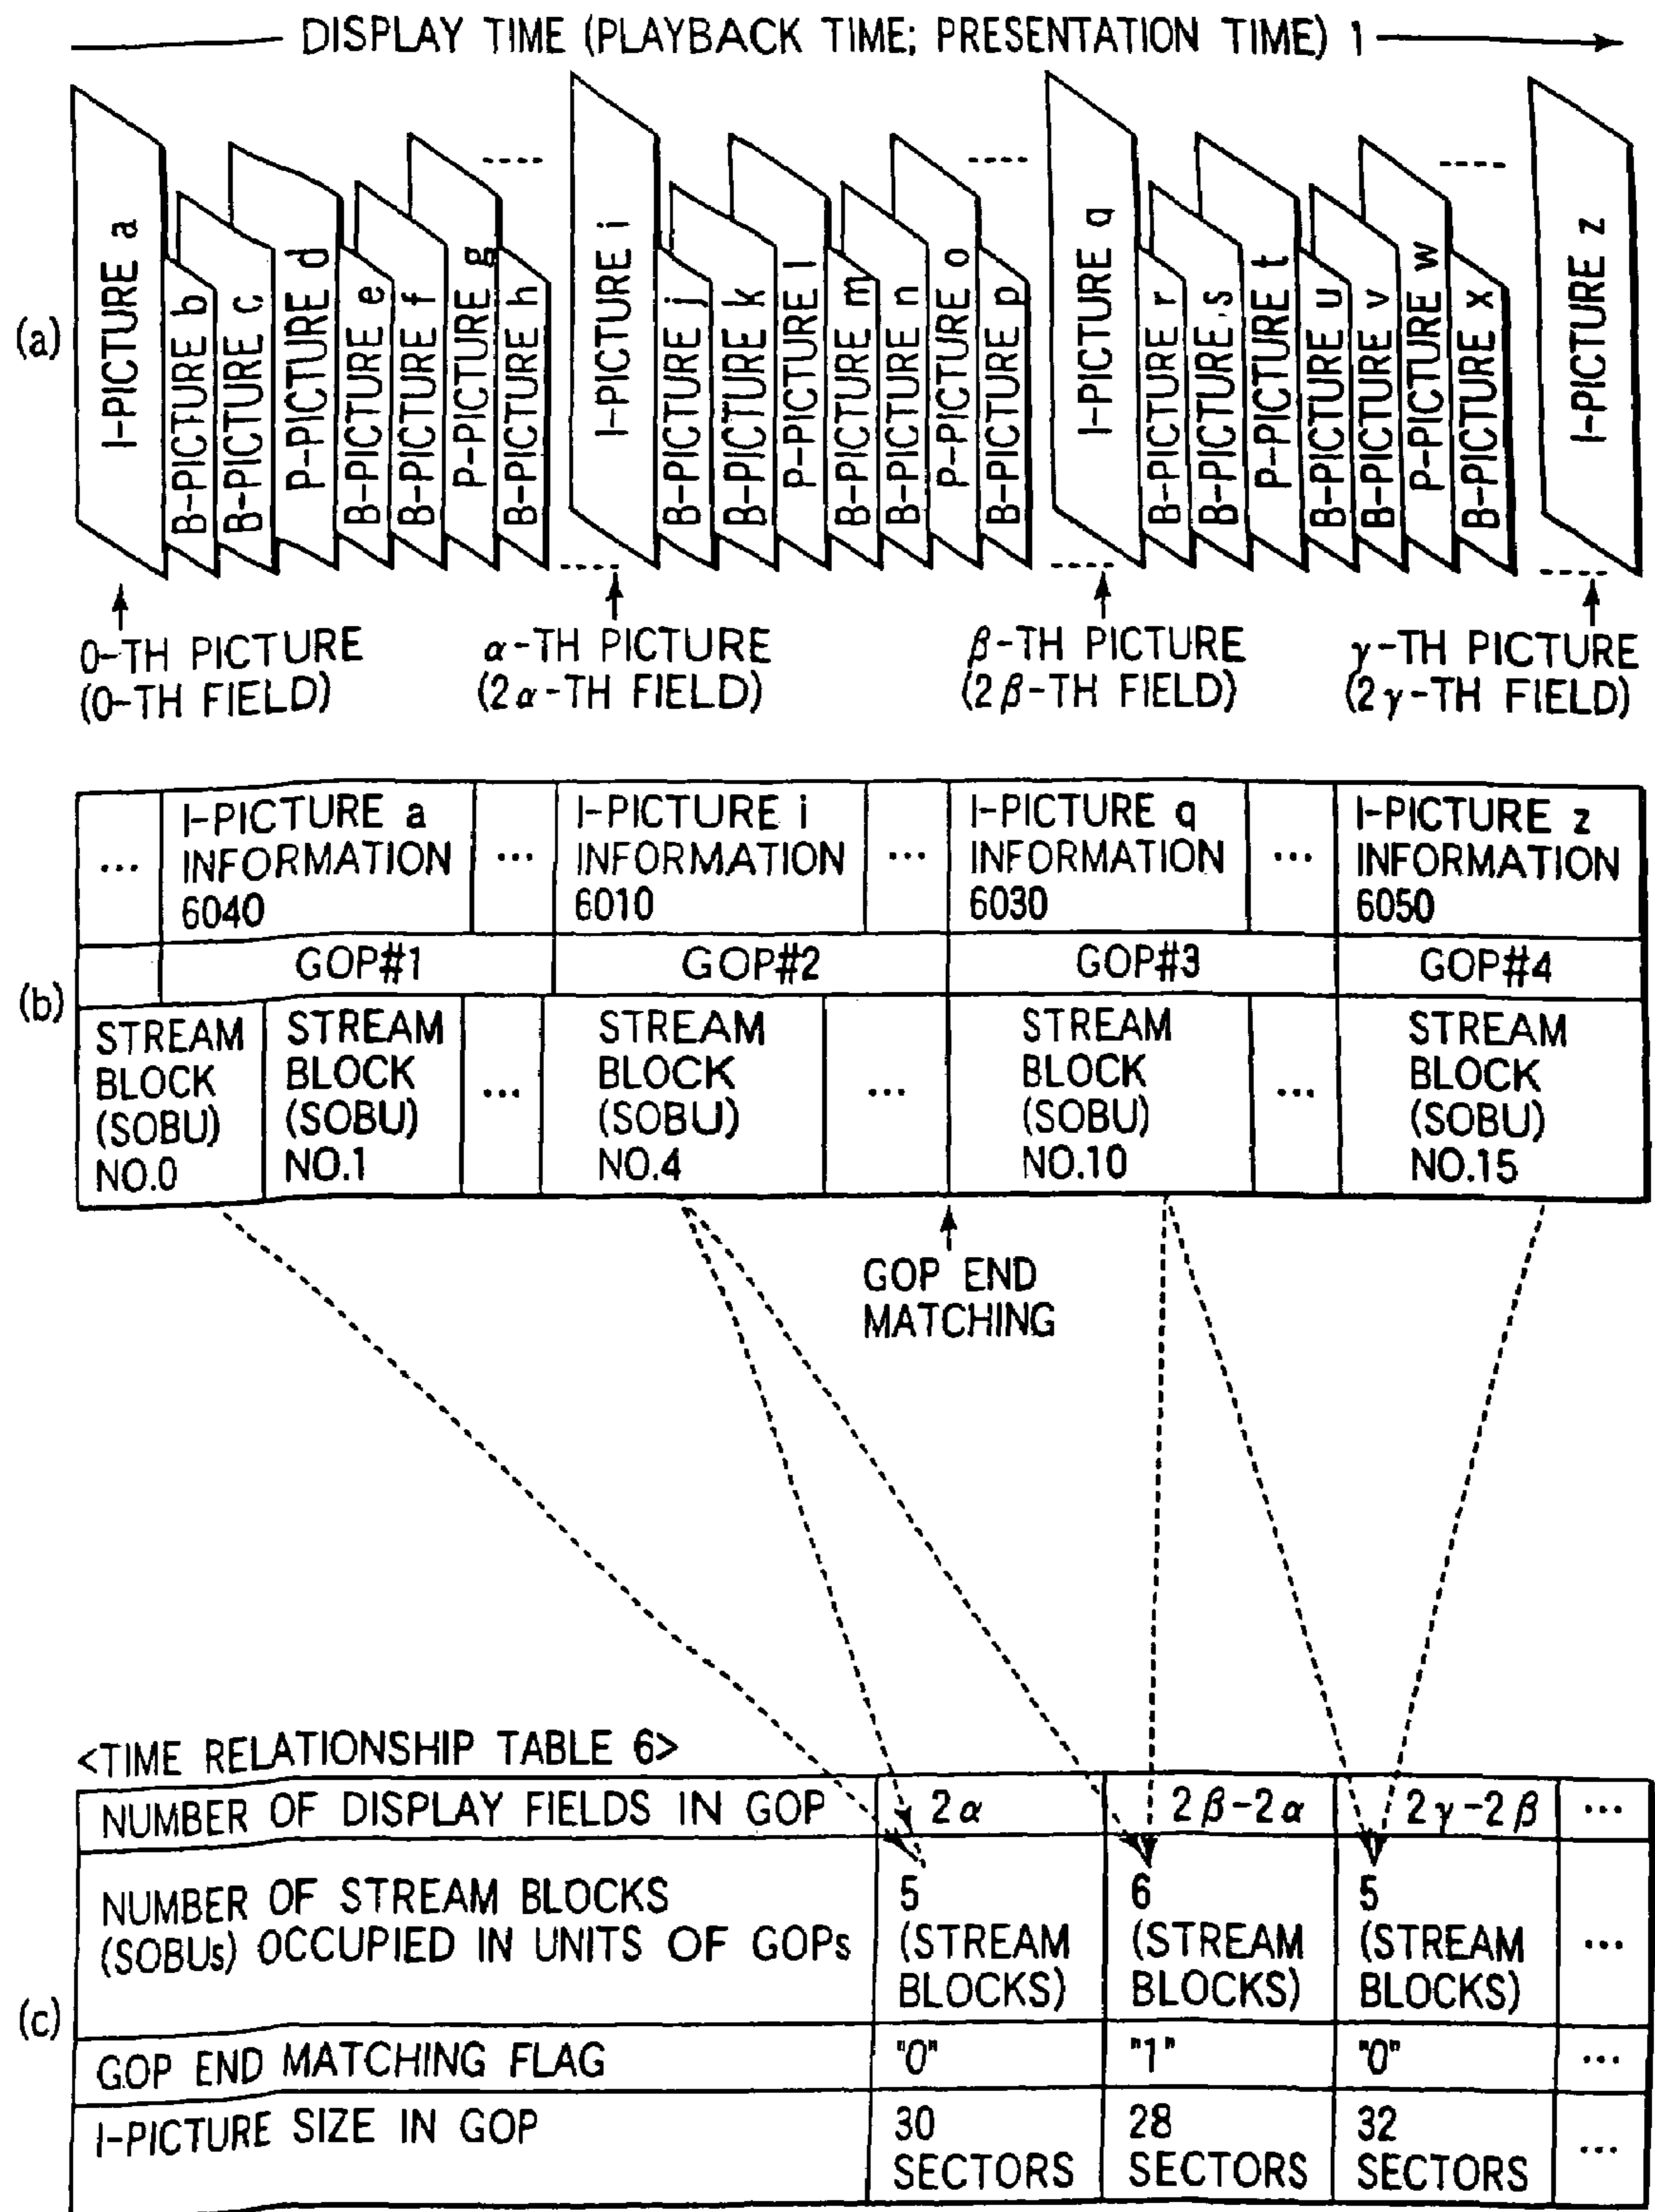 DISPLAY TIME (PLAYBACK TIME; PRESENTATION TIME) 1
(a)
I-PICTURE a
B-PICTURE b
B-PICTURE c
P-PICTURE d
B-PICTURE e
B-PICTURE f
P-PICTURE g
B-PICTURE h
I-PICTURE i
B-PICTURE j
B-PICTURE k
P-PICTURE l
B-PICTURE m
B-PICTURE n
P-PICTURE o
B-PICTURE p
I-PICTURE q
B-PICTURE r
B-PICTURE s
P-PICTURE t
B-PICTURE u
B-PICTURE v
P-PICTURE w
B-PICTURE x
I-PICTURE z
0-TH PICTURE
(0-TH FIELD)
α-TH PICTURE
(2α-TH FIELD)
β-TH PICTURE
(2β-TH FIELD)
γ-TH PICTURE
(2γ-TH FIELD)
(b)
...
I-PICTURE a
INFORMATION
6040
...
I-PICTURE i
INFORMATION
6010
...
I-PICTURE q
INFORMATION
6030
...
I-PICTURE z
INFORMATION
6050
GOP#1
GOP#2
GOP#3
GOP#4
STREAM
BLOCK
(SOBU)
NO.0
STREAM
BLOCK
(SOBU)
NO.1
...
STREAM
BLOCK
(SOBU)
NO.4
...
STREAM
BLOCK
(SOBU)
NO.10
...
STREAM
BLOCK
(SOBU)
NO.15
GOP END
MATCHING
<TIME RELATIONSHIP TABLE 6>
(c)
NUMBER OF DISPLAY FIELDS IN GOP
2α
2β-2α
2γ-2β
...
NUMBER OF STREAM BLOCKS
(SOBUs) OCCUPIED IN UNITS OF GOPs
5
(STREAM
BLOCKS)
6
(STREAM
BLOCKS)
5
(STREAM
BLOCKS)
...
GOP END MATCHING FLAG
"0"
"1"
"0"
...
I-PICTURE SIZE IN GOP
30
SECTORS
28
SECTORS
32
SECTORS
...